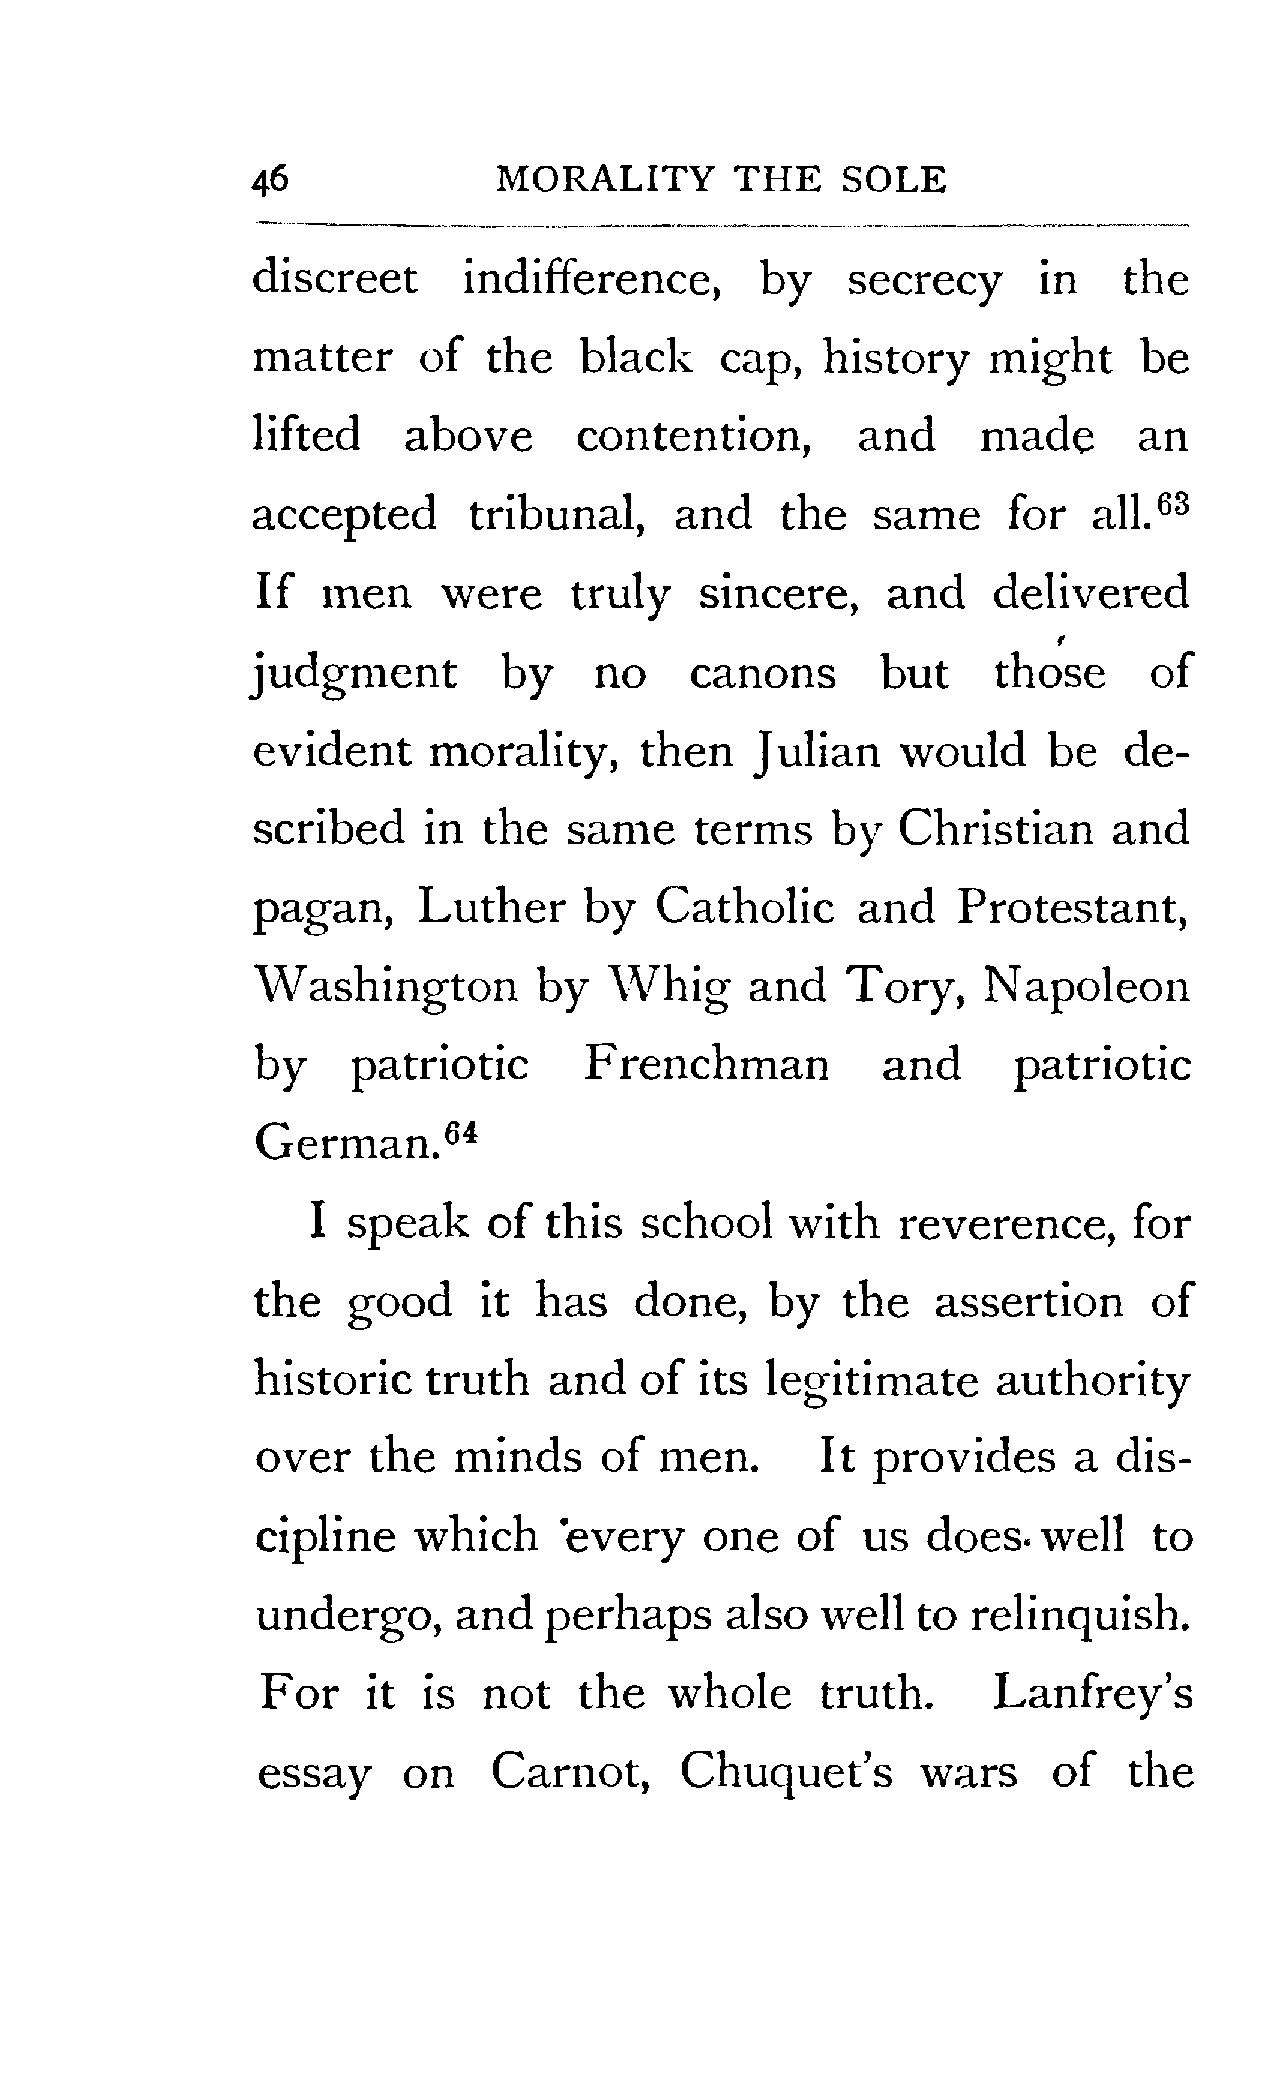 46 MORALITY THE SOLE
discreet indifference, by secrecy in the
matter of the black cap, history might be
lifted above contention, and made an
accepted tribunal, and the same for all.⁶³
If men were truly sincere, and delivered
judgment by no canons but those of
evident morality, then Julian would be de-
scribed in the same terms by Christian and
pagan, Luther by Catholic and Protestant,
Washington by Whig and Tory, Napoleon
by patriotic Frenchman and patriotic
German.⁶⁴
I speak of this school with reverence, for
the good it has done, by the assertion of
historic truth and of its legitimate authority
over the minds of men. It provides a dis-
cipline which every one of us does well to
undergo, and perhaps also well to relinquish.
For it is not the whole truth. Lanfrey's
essay on Carnot, Chuquet's wars of the